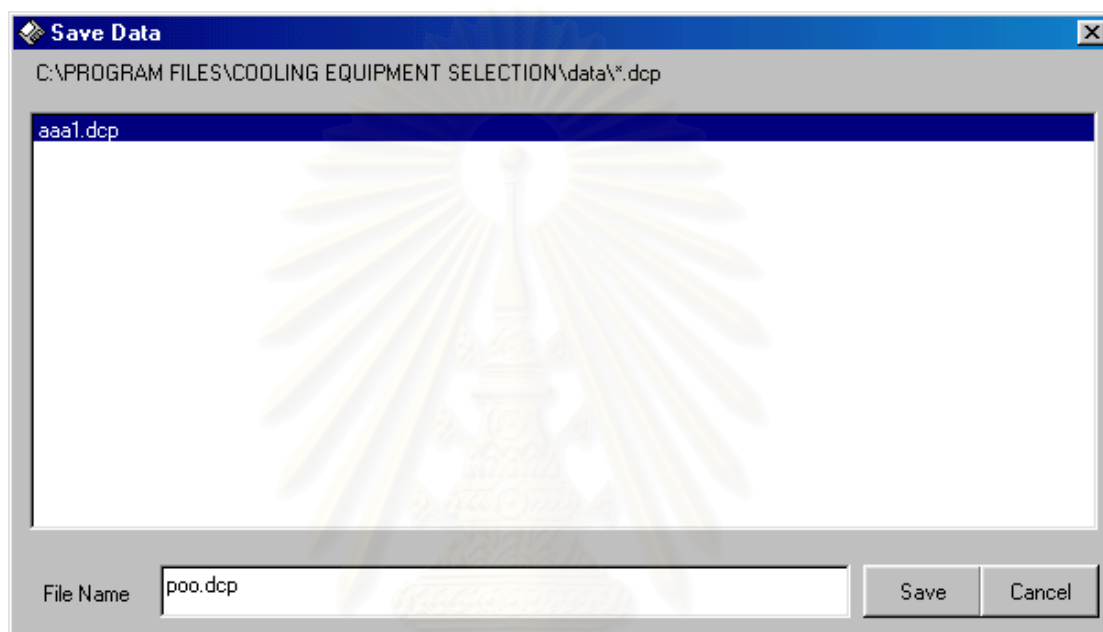 Save Data
C:\PROGRAM FILES\COOLING EQUIPMENT SELECTION\data\*.dcp
aaa1.dcp
File Name poo.dcp Save Cancel